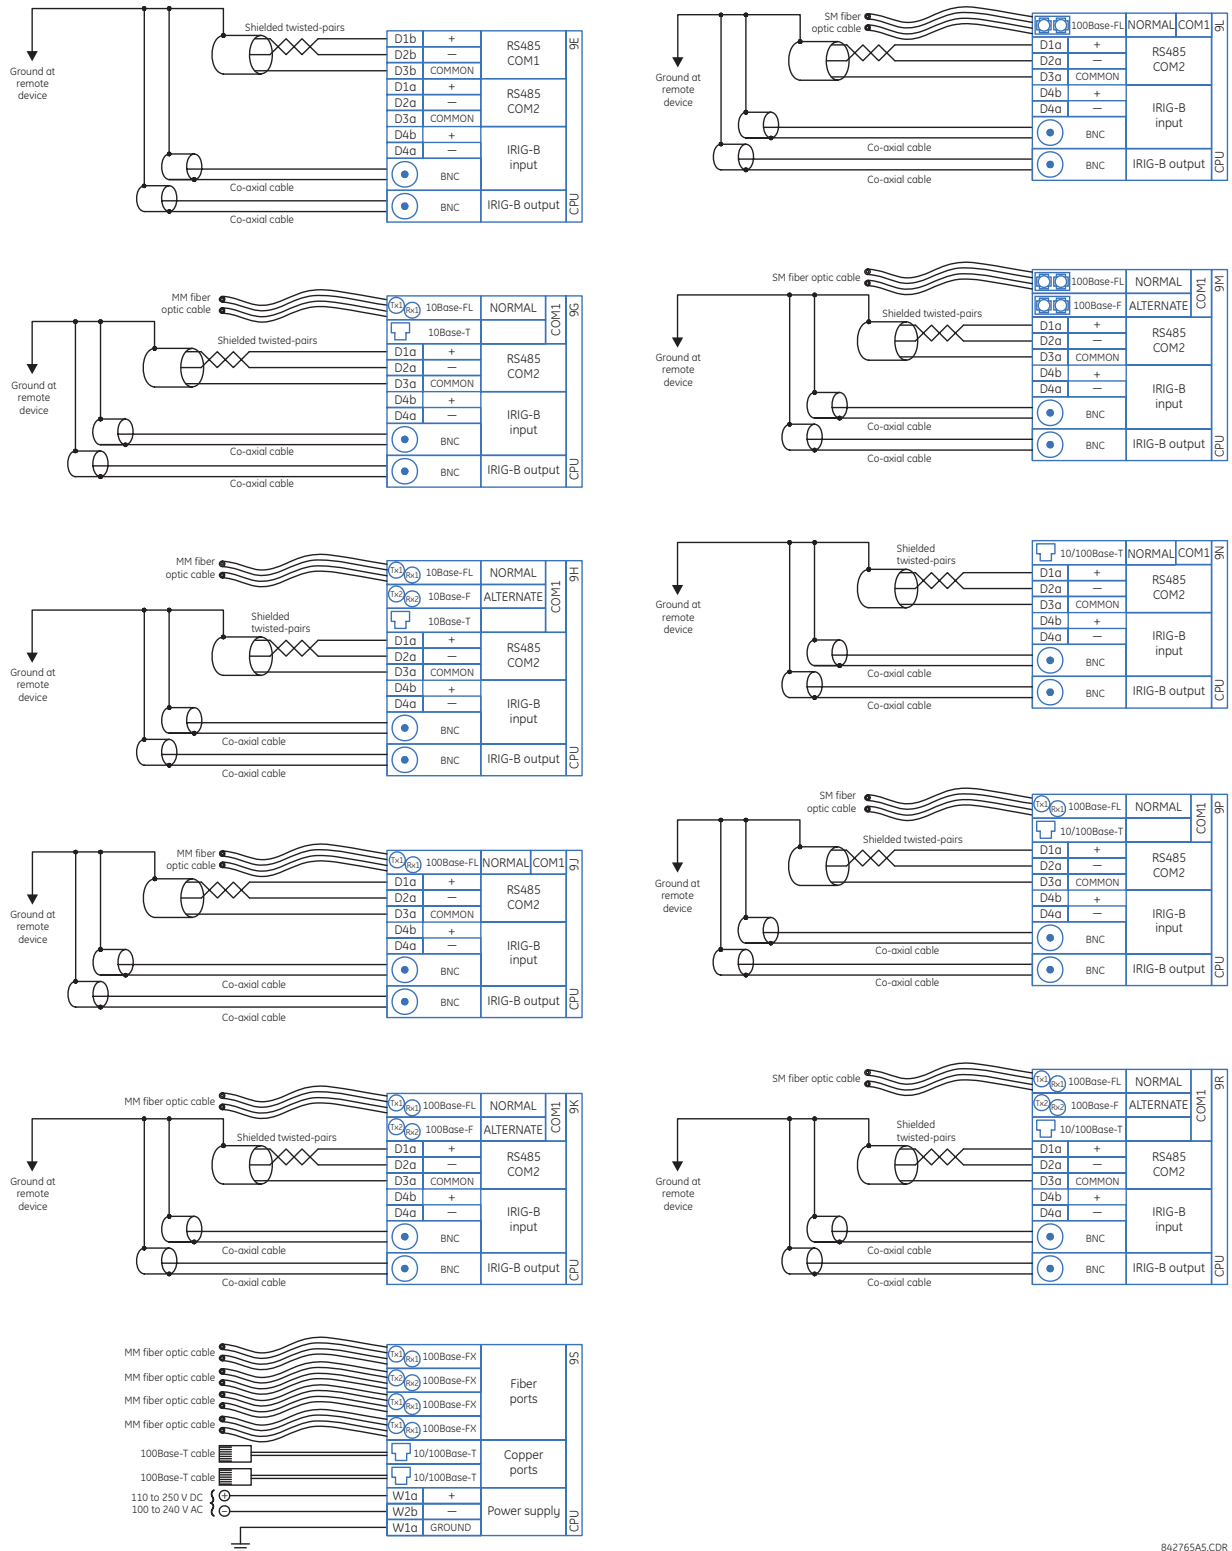 Shielded twisted-pairs
Ground at
remote
device
D1b + RS485
COM1 9E
D2b —
D3b COMMON
D1a + RS485
COM2
D2a —
D3a COMMON
D4b + IRIG-B
input
D4a —
BNC
Co-axial cable
BNC IRIG-B output CPU
Co-axial cable
MM fiber
optic cable
Tx1 Rx1 10Base-FL NORMAL COM1 9G
10Base-T
Shielded twisted-pairs
Ground at
remote
device
D1a + RS485
COM2
D2a —
D3a COMMON
D4b + IRIG-B
input
D4a —
BNC
Co-axial cable
BNC IRIG-B output CPU
Co-axial cable
MM fiber
optic cable
Tx1 Rx1 10Base-FL NORMAL COM1 9H
Tx2 Rx2 10Base-F ALTERNATE
10Base-T
Shielded
twisted-pairs
Ground at
remote
device
D1a + RS485
COM2
D2a —
D3a COMMON
D4b + IRIG-B
input
D4a —
BNC
Co-axial cable
BNC IRIG-B output CPU
Co-axial cable
MM fiber
optic cable
Tx1 Rx1 100Base-FL NORMAL COM1 9J
Ground at
remote
device
D1a + RS485
COM2
D2a —
D3a COMMON
D4b + IRIG-B
input
D4a —
BNC
Co-axial cable
BNC IRIG-B output CPU
Co-axial cable
MM fiber optic cable
Tx1 Rx1 100Base-FL NORMAL COM1 9K
Tx2 Rx2 100Base-F ALTERNATE
Shielded twisted-pairs
Ground at
remote
device
D1a + RS485
COM2
D2a —
D3a COMMON
D4b + IRIG-B
input
D4a —
BNC
Co-axial cable
BNC IRIG-B output CPU
Co-axial cable
MM fiber optic cable
Tx1 Rx1 100Base-FX Fiber
ports 9S
MM fiber optic cable
Tx2 Rx2 100Base-FX
MM fiber optic cable
Tx1 Rx1 100Base-FX
MM fiber optic cable
Tx1 Rx1 100Base-FX
100Base-T cable 10/100Base-T Copper
ports
100Base-T cable 10/100Base-T
110 to 250 V DC
100 to 240 V AC
+ W1a + Power supply CPU
– W2b —
W1a GROUND
SM fiber
optic cable
100Base-FL NORMAL COM1 9L
Ground at
remote
device
D1a + RS485
COM2
D2a —
D3a COMMON
D4b + IRIG-B
input
D4a —
BNC
Co-axial cable
BNC IRIG-B output CPU
Co-axial cable
SM fiber optic cable
100Base-FL NORMAL COM1 9M
100Base-F ALTERNATE
Shielded twisted-pairs
Ground at
remote
device
D1a + RS485
COM2
D2a —
D3a COMMON
D4b + IRIG-B
input
D4a —
BNC
Co-axial cable
BNC IRIG-B output CPU
Co-axial cable
10/100Base-T NORMAL COM1 9N
Shielded
twisted-pairs
Ground at
remote
device
D1a + RS485
COM2
D2a —
D3a COMMON
D4b + IRIG-B
input
D4a —
BNC
Co-axial cable
BNC IRIG-B output CPU
Co-axial cable
SM fiber
optic cable
Tx1 Rx1 100Base-FL NORMAL COM1 9P
10/100Base-T
Shielded twisted-pairs
Ground at
remote
device
D1a + RS485
COM2
D2a —
D3a COMMON
D4b + IRIG-B
input
D4a —
BNC
Co-axial cable
BNC IRIG-B output CPU
Co-axial cable
SM fiber optic cable
Tx1 Rx1 100Base-FL NORMAL COM1 9R
Tx2 Rx2 100Base-F ALTERNATE
10/100Base-T
Shielded
twisted-pairs
Ground at
remote
device
D1a + RS485
COM2
D2a —
D3a COMMON
D4b + IRIG-B
input
D4a —
BNC
Co-axial cable
BNC IRIG-B output CPU
Co-axial cable
842765A5.CDR